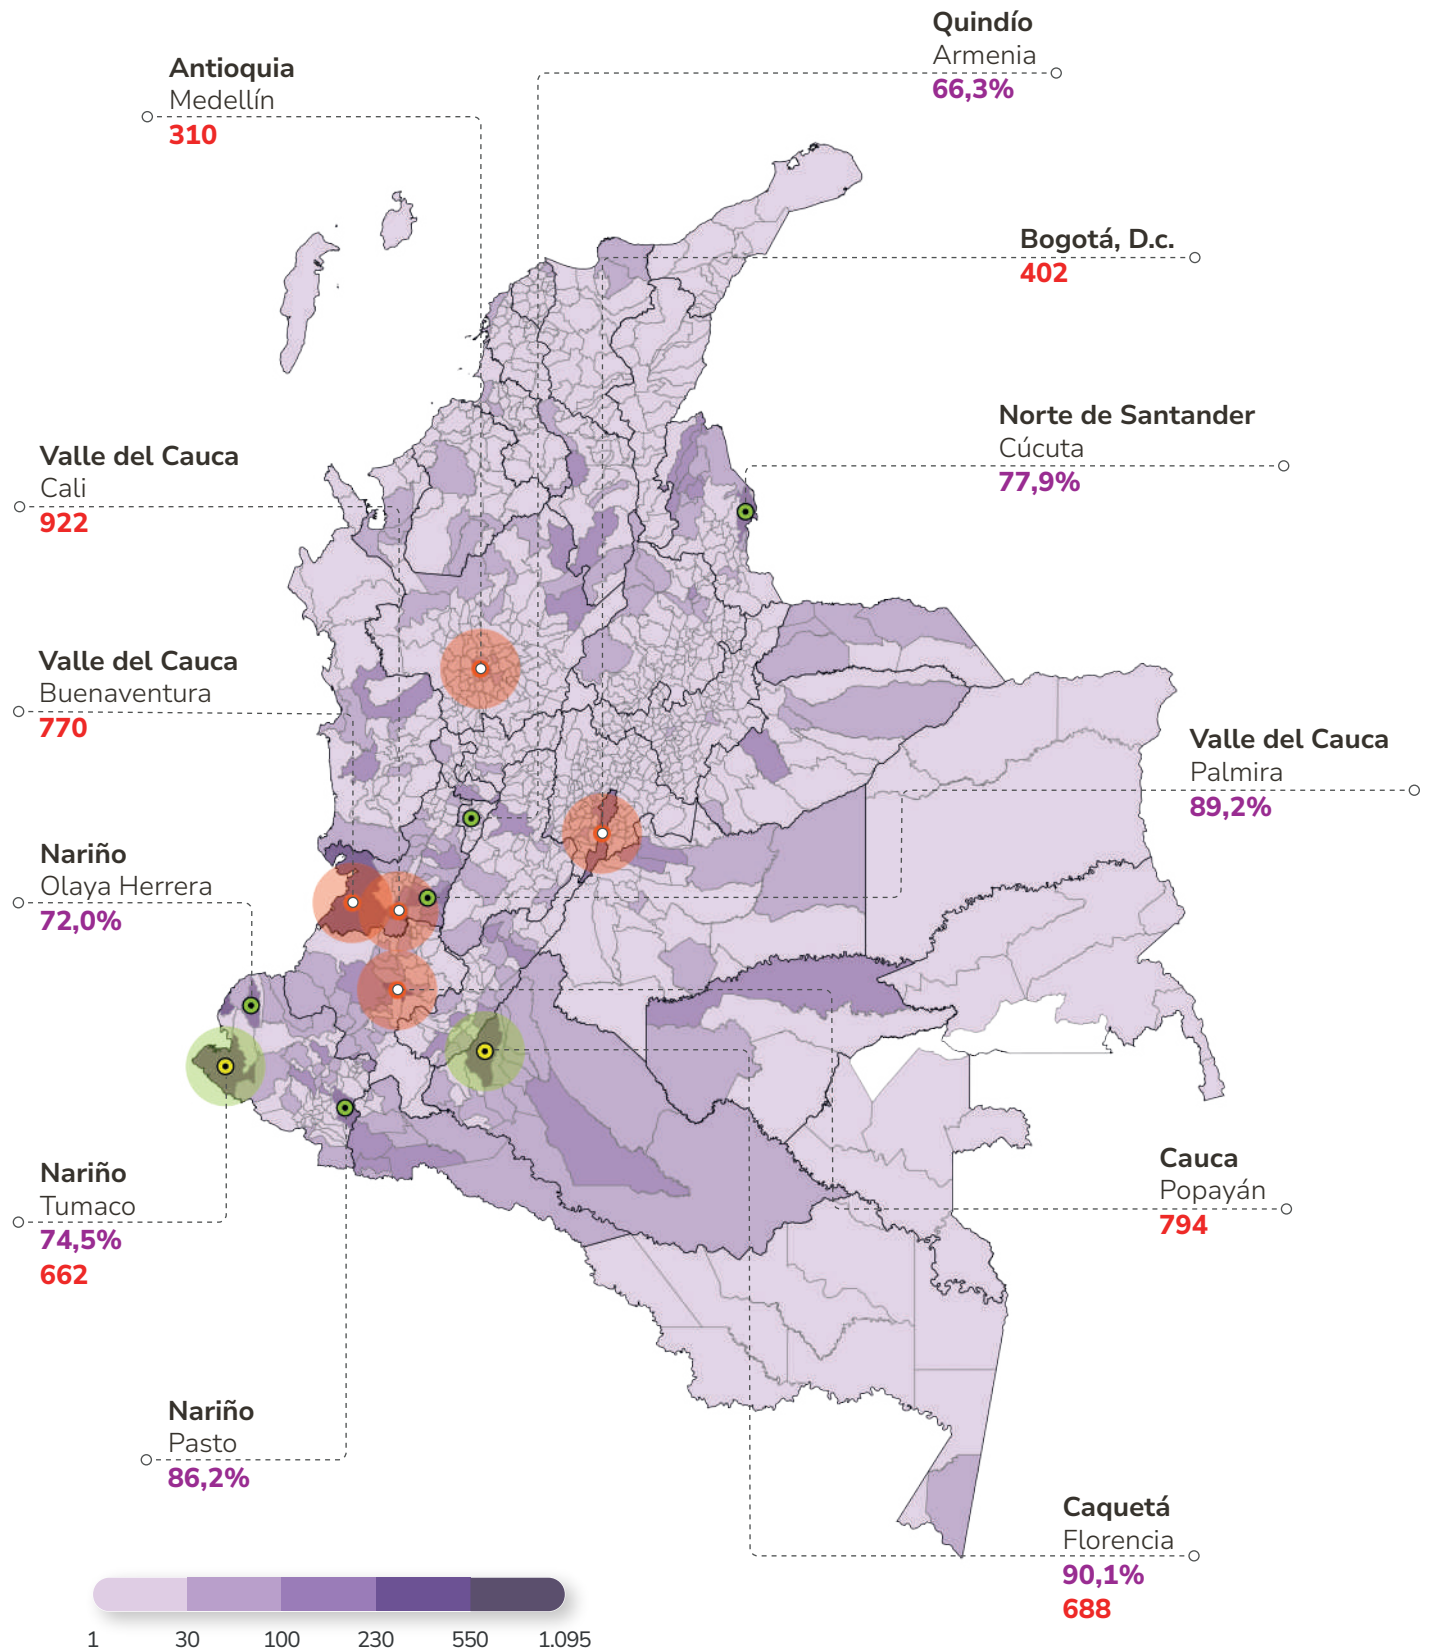 Quindío
Armenia
66,3%
Antioquia
Medellín
310
Bogotá, D.c.
402
Norte de Santander
Cúcuta
77,9%
Valle del Cauca
Cali
922
Valle del Cauca
Buenaventura
770
Valle del Cauca
Palmira
89,2%
Nariño
Olaya Herrera
72,0%
Nariño
Tumaco
74,5%
662
Cauca
Popayán
794
Nariño
Pasto
86,2%
Caquetá
Florencia
90,1%
688
1 30 100 230 550 1.095